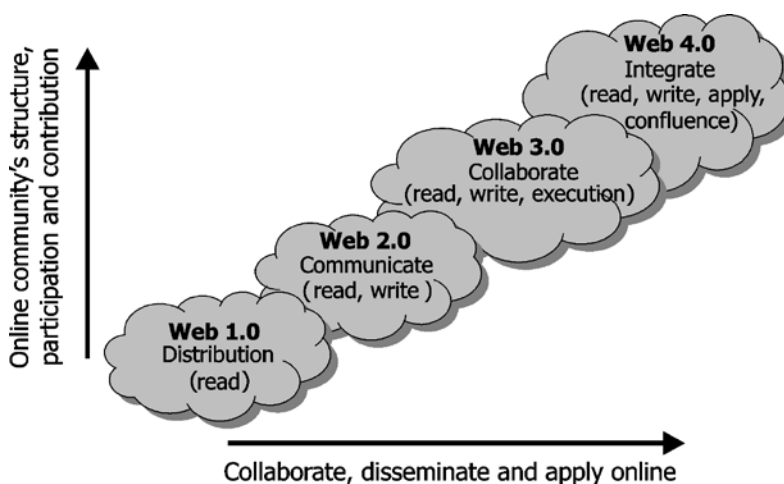 Online community's structure,
participation and contribution
Web 4.0
Integrate
(read, write, apply,
confluence)
Web 3.0
Collaborate
(read, write, execution)
Web 2.0
Communicate
(read, write )
Web 1.0
Distribution
(read)
Collaborate, disseminate and apply online